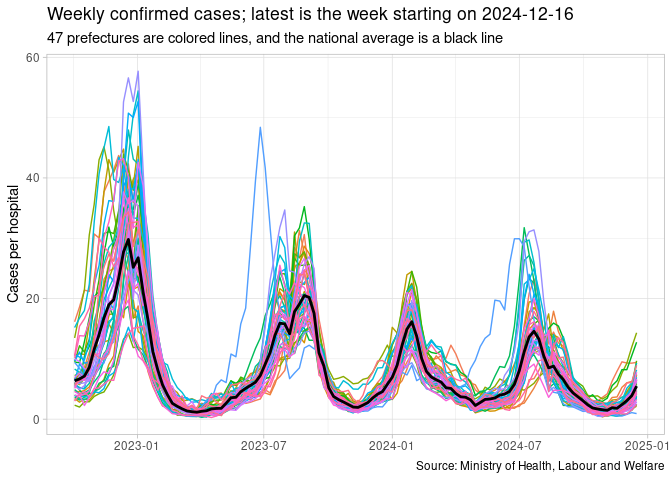 Weekly confirmed cases; latest is the week starting on 2024-12-16
47 prefectures are colored lines, and the national average is a black line
60
40
20
0
Cases per hospital
2023-01 2023-07 2024-01 2024-07 2025-01
Source: Ministry of Health, Labour and Welfare